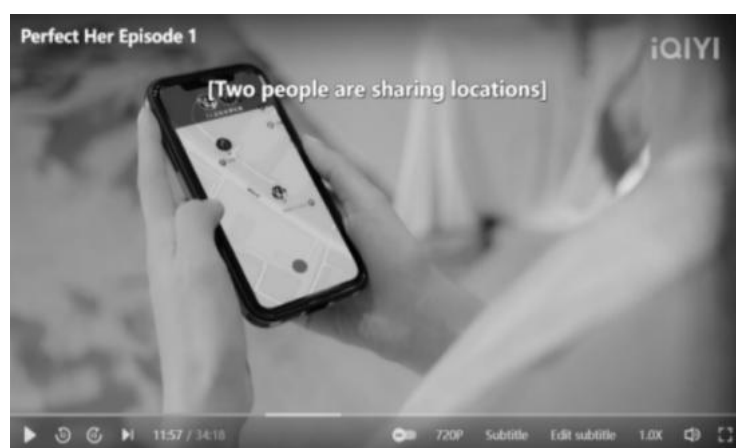 Perfect Her Episode 1
iQIYI
[Two people are sharing locations]
11:57 / 34:18 720P Subtitle Edit subtitle 1.0X